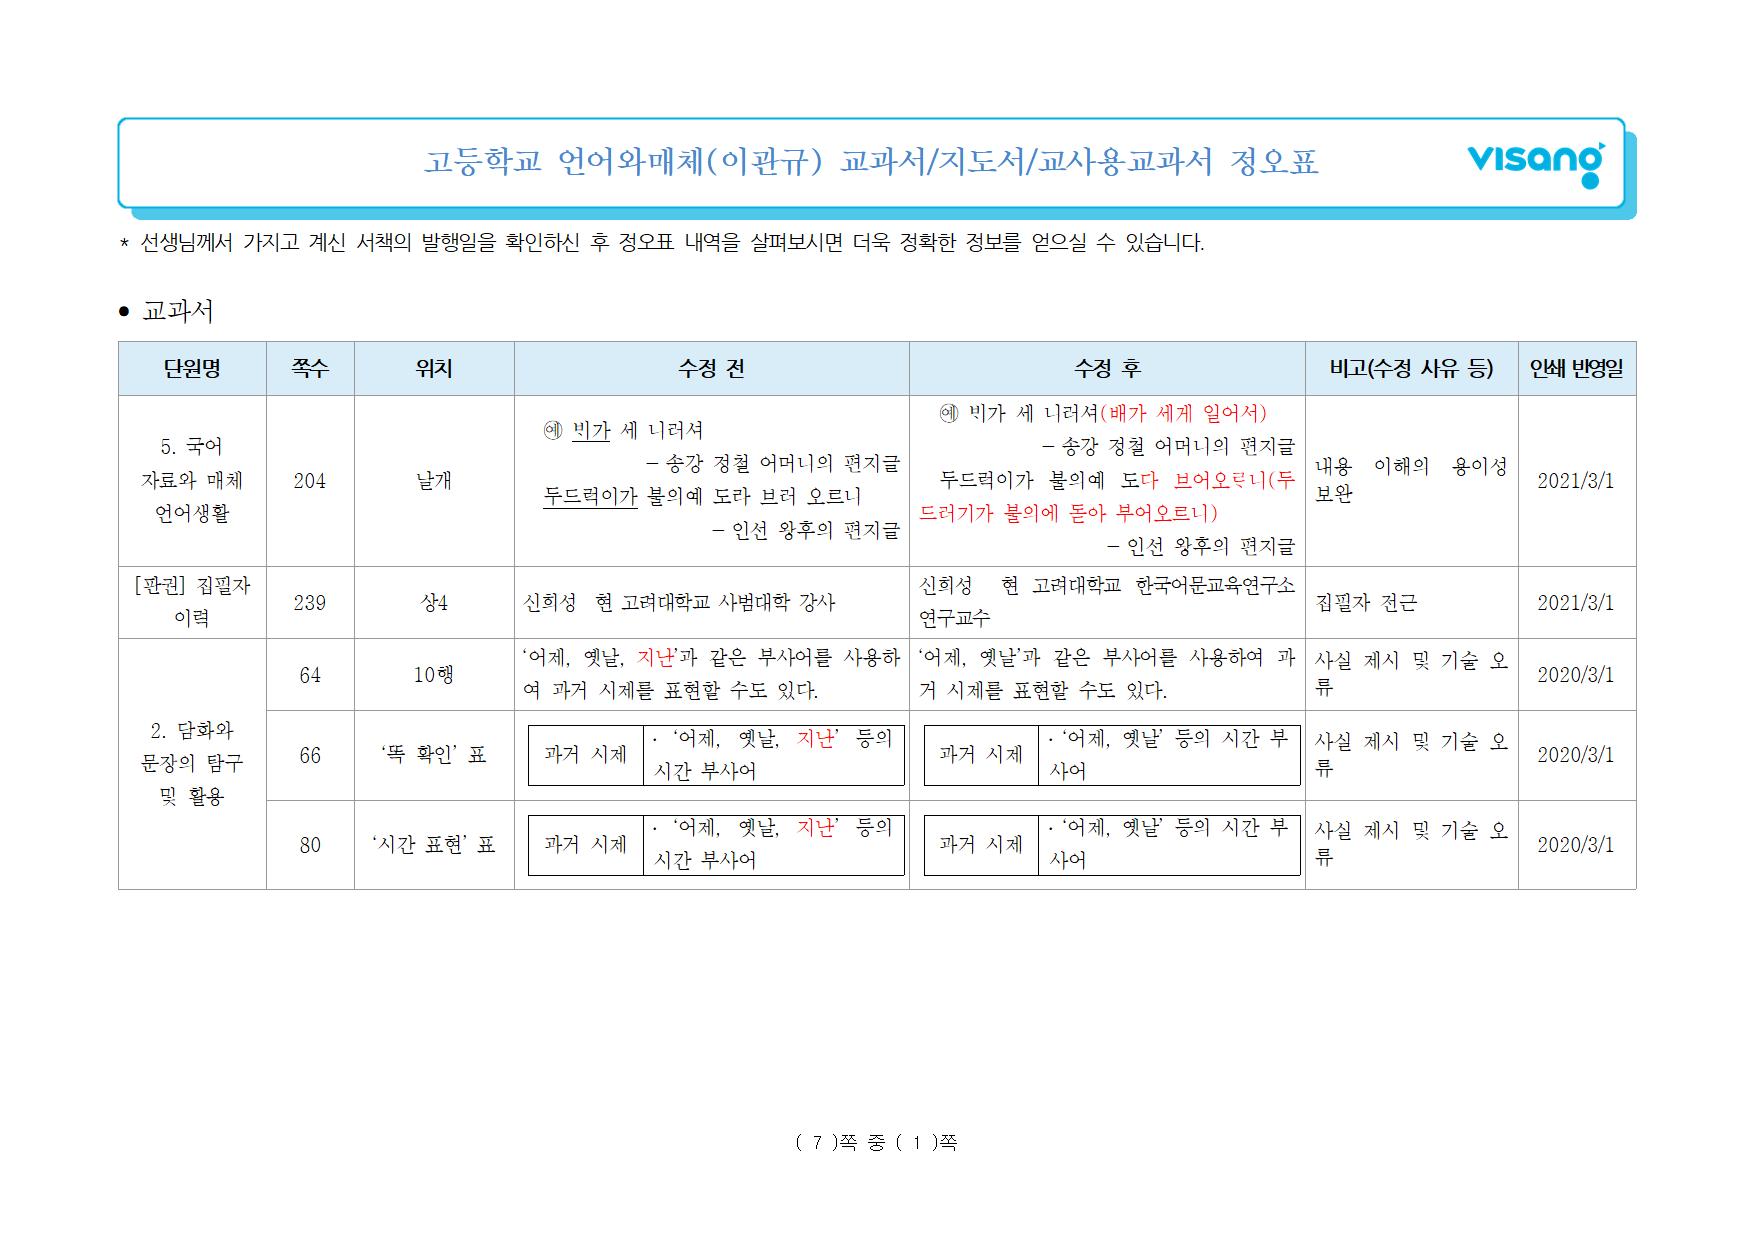 고등학교 언어와매체(이관규) 교과서/지도서/교사용교과서 정오표
visang
* 선생님께서 가지고 계신 서책의 발행일을 확인하신 후 정오표 내역을 살펴보시면 더욱 정확한 정보를 얻으실 수 있습니다.
• 교과서
단원명 쪽수 위치 수정 전 수정 후 비고(수정 사유 등) 인쇄 반영일
5. 국어
자료와 매체
언어생활
204
날개
㉠ 세 니러셔
– 송강 정철 어머니의 편지글
두드럭이가 불의예 도라 브러 오르니
– 인선 왕후의 편지글
세 니러셔(배가 세게 일어서)
– 송강 정철 어머니의 편지글
두드럭이가 불의예 도다 브어오ᄅᆞ니(두
드러기가 불의에 돋아 부어오르니)
– 인선 왕후의 편지글
내용 이해의 용이성
보완
2021/3/1
[판권] 집필자
이력
239
상4
신희성 현 고려대학교 사범대학 강사
신희성 현 고려대학교 한국어문교육연구소
연구교수
집필자 전근
2021/3/1
2. 담화와
문장의 탐구
및 활용
64
10행
‘어제, 옛날, 지난’과 같은 부사어를 사용하
여 과거 시제를 표현할 수도 있다.
‘어제, 옛날’과 같은 부사어를 사용하여 과
거 시제를 표현할 수도 있다.
사실 제시 및 기술 오
류
2020/3/1
66
‘똑 확인’ 표
과거 시제
· ‘어제, 옛날, 지난’ 등의
시간 부사어
과거 시제
· ‘어제, 옛날’ 등의 시간 부
사어
사실 제시 및 기술 오
류
2020/3/1
80
‘시간 표현’ 표
과거 시제
· ‘어제, 옛날, 지난’ 등의
시간 부사어
과거 시제
· ‘어제, 옛날’ 등의 시간 부
사어
사실 제시 및 기술 오
류
2020/3/1
( 7 )쪽 중 ( 1 )쪽